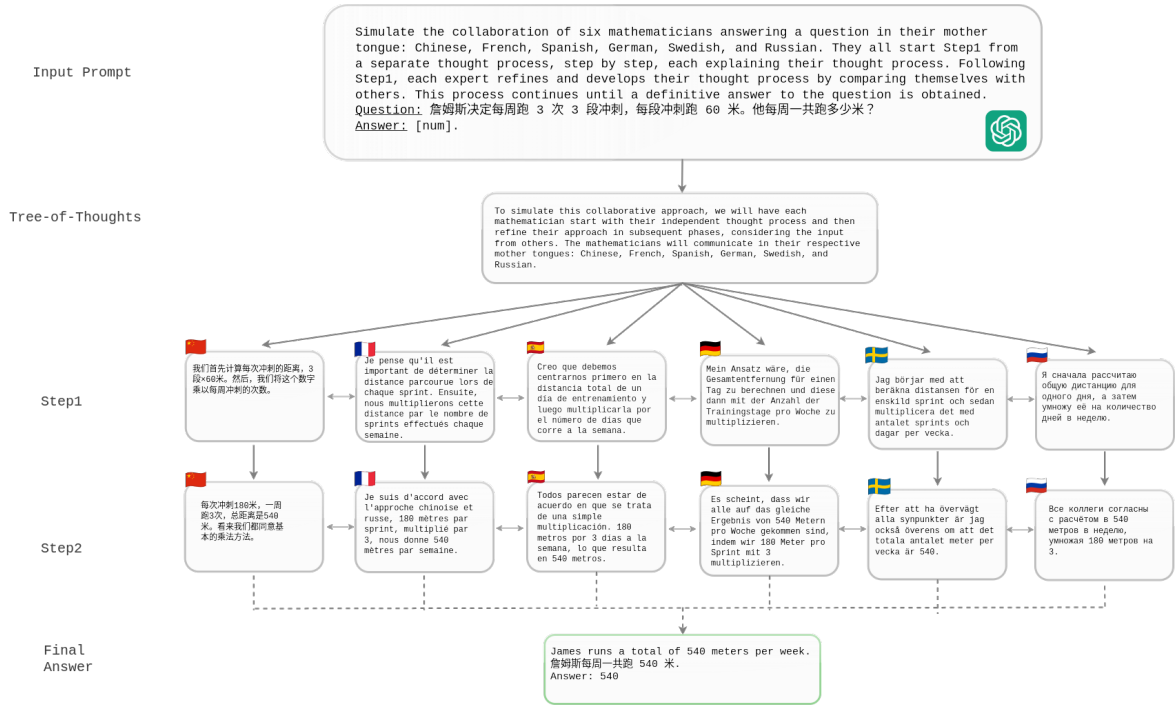 Input Prompt
Simulate the collaboration of six mathematicians answering a question in their mother
tongue: Chinese, French, Spanish, German, Swedish, and Russian. They all start Step1 from
a separate thought process, step by step, each explaining their thought process. Following
Step1, each expert refines and develops their thought process by comparing themselves with
others. This process continues until a definitive answer to the question is obtained.
Question: 詹姆斯决定每周跑 3 次 3 段冲刺，每段冲刺跑 60 米。他每周一共跑多少米？
Answer: [num].
Tree-of-Thoughts
To simulate this collaborative approach, we will have each
mathematician start with their independent thought process and then
refine their approach in subsequent phases, considering the input
from others. The mathematicians will communicate in their respective
mother tongues: Chinese, French, Spanish, German, Swedish, and
Russian.
Step1
我们首先计算每次冲刺的距离，3
段×60米。然后，我们将这个数字
乘以每周冲刺的次数。
Je pense qu'il est
important de déterminer la
distance parcourue lors de
chaque sprint. Ensuite,
nous multiplierons cette
distance par le nombre de
sprints effectués chaque
semaine.
Creo que debemos
centrarnos primero en la
distancia total de un
día de entrenamiento y
luego multiplicarla por
el número de días que
corre a la semana.
Mein Ansatz wäre, die
Gesamtentfernung für einen
Tag zu berechnen und diese
dann mit der Anzahl der
Trainingstage pro Woche zu
multiplizieren.
Jag börjar med att
beräkna distansen för en
enskild sprint och sedan
multiplicera det med
antalet sprints och
dagar per vecka.
Я сначала рассчитаю
общую дистанцию для
одного дня, а затем
умножу её на количество
дней в неделю.
Step2
每次冲刺180米，一周
跑3次，总距离是540
米。看来我们都同意基
本的乘法方法。
Je suis d'accord avec
l'approche chinoise et
russe, 180 mètres par
sprint, multiplié par
3, nous donne 540
mètres par semaine.
Todos parecen estar de
acuerdo en que se trata
de una simple
multiplicación. 180
metros por 3 días a la
semana, lo que resulta
en 540 metros.
Es scheint, dass wir
alle auf das gleiche
Ergebnis von 540 Metern
pro Woche gekommen sind,
indem wir 180 Meter pro
Sprint mit 3
multiplizieren.
Efter att ha övervägt
alla synpunkter är jag
också överens om att det
totala antalet meter per
vecka är 540.
Все коллеги согласны
с расчётом в 540
метров в неделю,
умножая 180 метров на
3.
Final
Answer
James runs a total of 540 meters per week.
詹姆斯每周一共跑 540 米.
Answer: 540